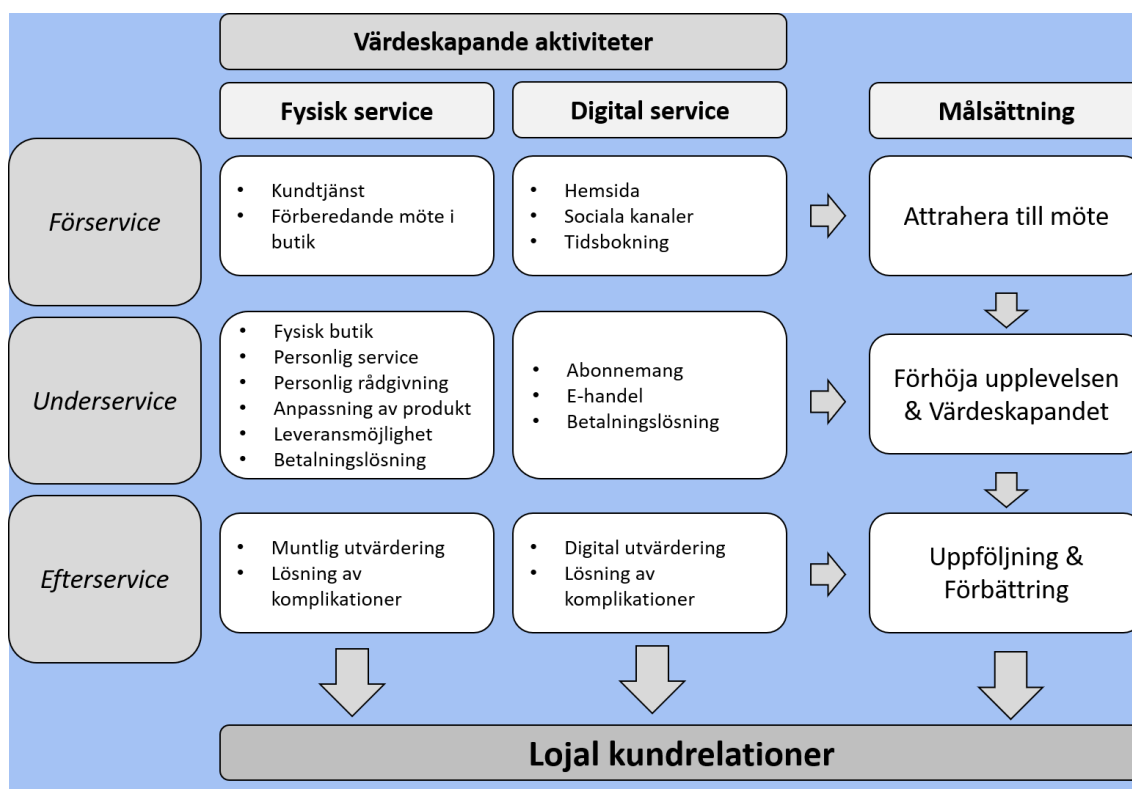 Värdeskapande aktiviteter
Fysisk service
Digital service
Målsättning
Förservice
• Kundtjänst
• Förberedande möte i
butik
• Hemsida
• Sociala kanaler
• Tidsbokning
Attrahera till möte
Underservice
• Fysisk butik
• Personlig service
• Personlig rådgivning
• Anpassning av produkt
• Leveransmöjlighet
• Betalningslösning
• Abonnemang
• E-handel
• Betalningslösning
Förhöja upplevelsen
& Värdeskapandet
Efterservice
• Muntlig utvärdering
• Lösning av
komplikationer
• Digital utvärdering
• Lösning av
komplikationer
Uppföljning &
Förbättring
Lojal kundrelationer